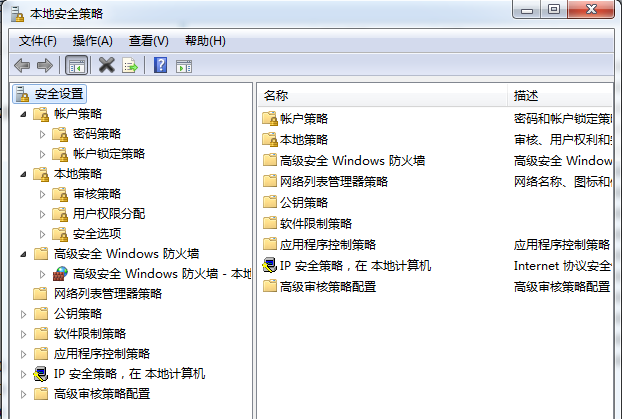 本地安全策略
文件(F) 操作(A) 查看(V) 帮助(H)
安全设置
帐户策略
密码策略
帐户锁定策略
本地策略
审核策略
用户权限分配
安全选项
高级安全 Windows 防火墙
高级安全 Windows 防火墙 - 本地
网络列表管理器策略
公钥策略
软件限制策略
应用程序控制策略
IP 安全策略，在 本地计算机
高级审核策略配置
名称 描述
帐户策略 密码和帐户锁定策
本地策略 审核、用户权利和
高级安全 Windows 防火墙 高级安全 Window
网络列表管理器策略 网络名称、图标和
公钥策略
软件限制策略
应用程序控制策略 应用程序控制策略
IP 安全策略，在 本地计算机 Internet 协议安全
高级审核策略配置 高级审核策略配置